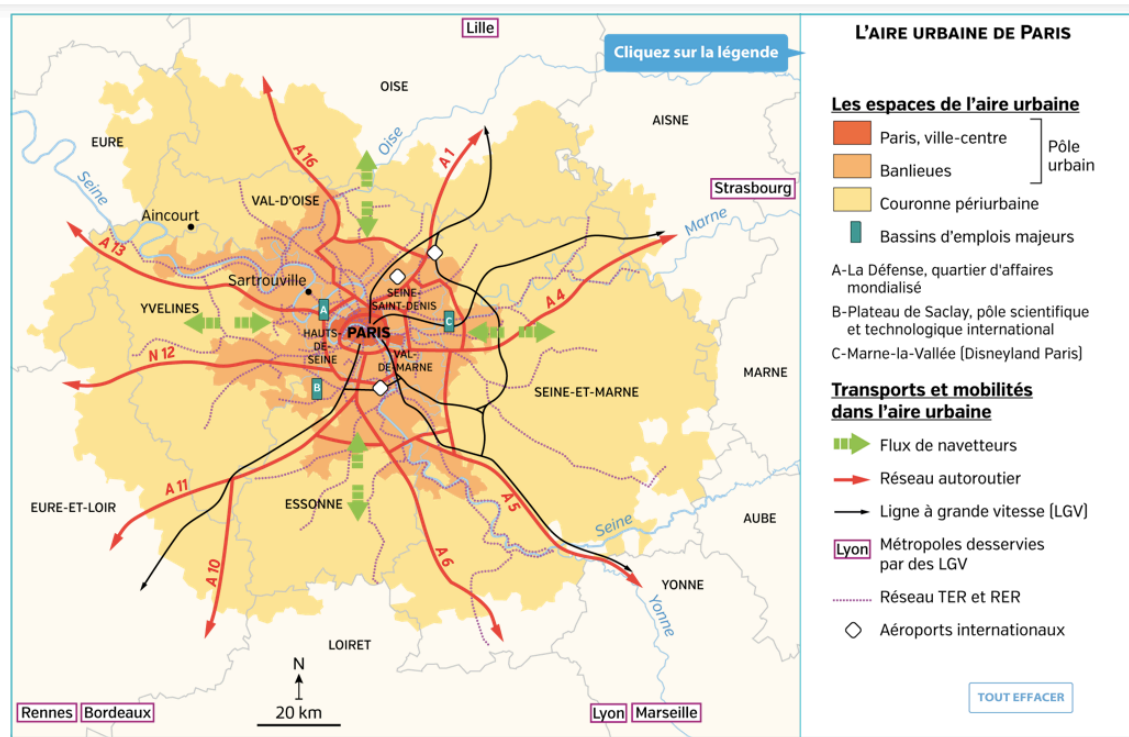 Lille
Cliquez sur la légende
OISE
AISNE
EURE
Oise
A 1
A 16
Seine
Strasbourg
VAL-D'OISE
Marne
Aincourt
A 13
Sartrouville
SEINE-
SAINT-DENIS
A 4
YVELINES
A
C
HAUTS-
DE-
SEINE
PARIS
VAL-
DE-MARNE
N 12
B
MARNE
SEINE-ET-MARNE
A 11
EURE-ET-LOIR
ESSONNE
A 5
Seine
AUBE
A 10
A 6
YONNE
Yonne
LOIRET
N
20 km
Rennes
Bordeaux
Lyon
Marseille
L'AIRE URBAINE DE PARIS
Les espaces de l'aire urbaine
Paris, ville-centre
Banlieues
Pôle
urbain
Couronne périurbaine
Bassins d'emplois majeurs
A-La Défense, quartier d'affaires
mondialisé
B-Plateau de Saclay, pôle scientifique
et technologique international
C-Marne-la-Vallée (Disneyland Paris)
Transports et mobilités
dans l'aire urbaine
Flux de navetteurs
Réseau autoroutier
Ligne à grande vitesse (LGV)
Lyon
Métropoles desservies
par des LGV
Réseau TER et RER
Aéroports internationaux
TOUT EFFACER